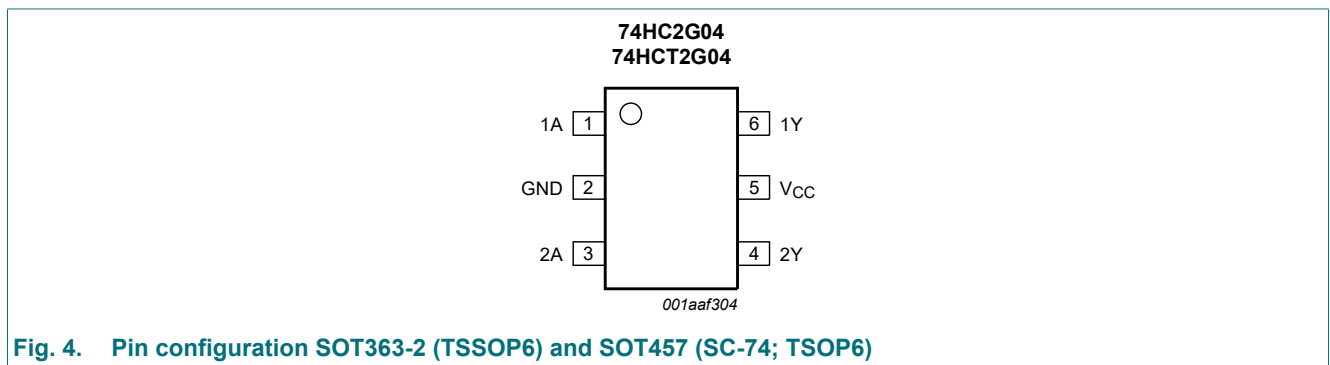 74HC2G04
74HCT2G04
1A 1 6 1Y
GND 2 5 VCC
2A 3 4 2Y
001aaf304
Fig. 4. Pin configuration SOT363-2 (TSSOP6) and SOT457 (SC-74; TSOP6)